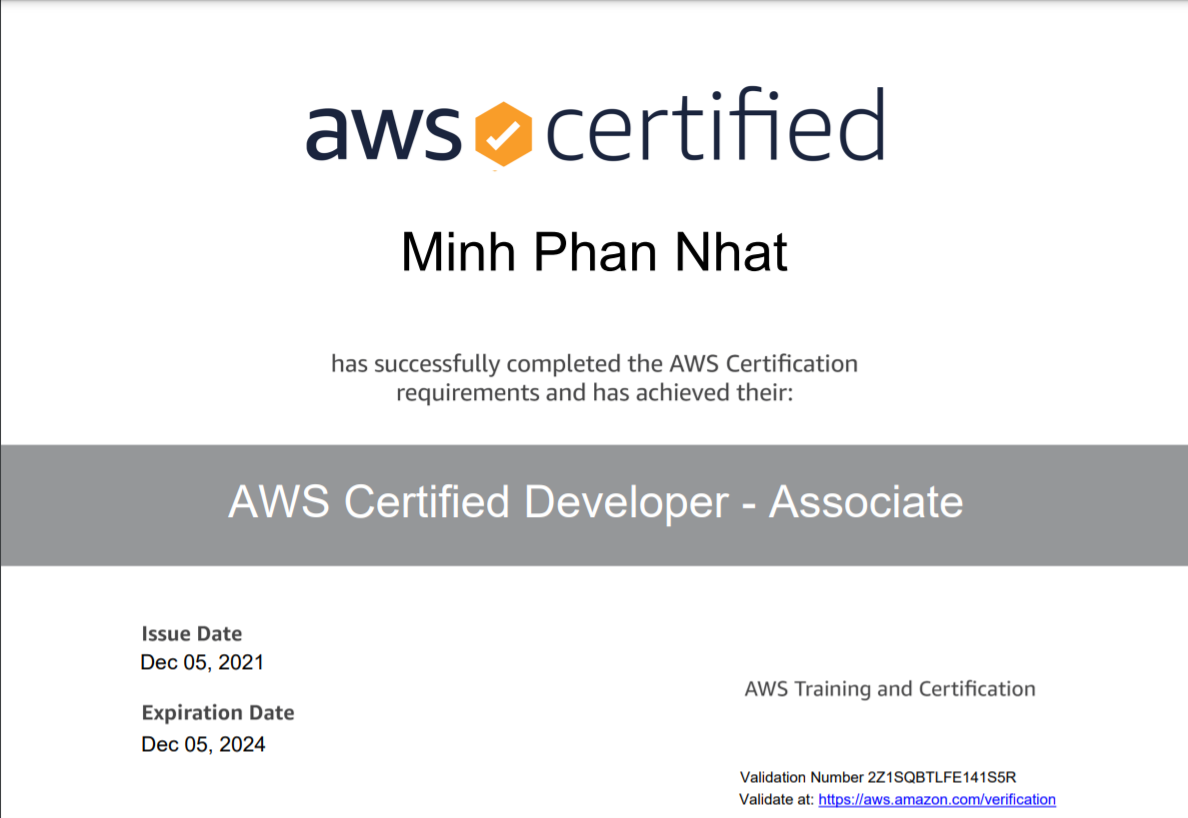 aws certified
Minh Phan Nhat
has successfully completed the AWS Certification
requirements and has achieved their:
AWS Certified Developer - Associate
Issue Date
Dec 05, 2021
Expiration Date
Dec 05, 2024
AWS Training and Certification
Validation Number 2Z1SQBTLFE141S5R
Validate at: https://aws.amazon.com/verification